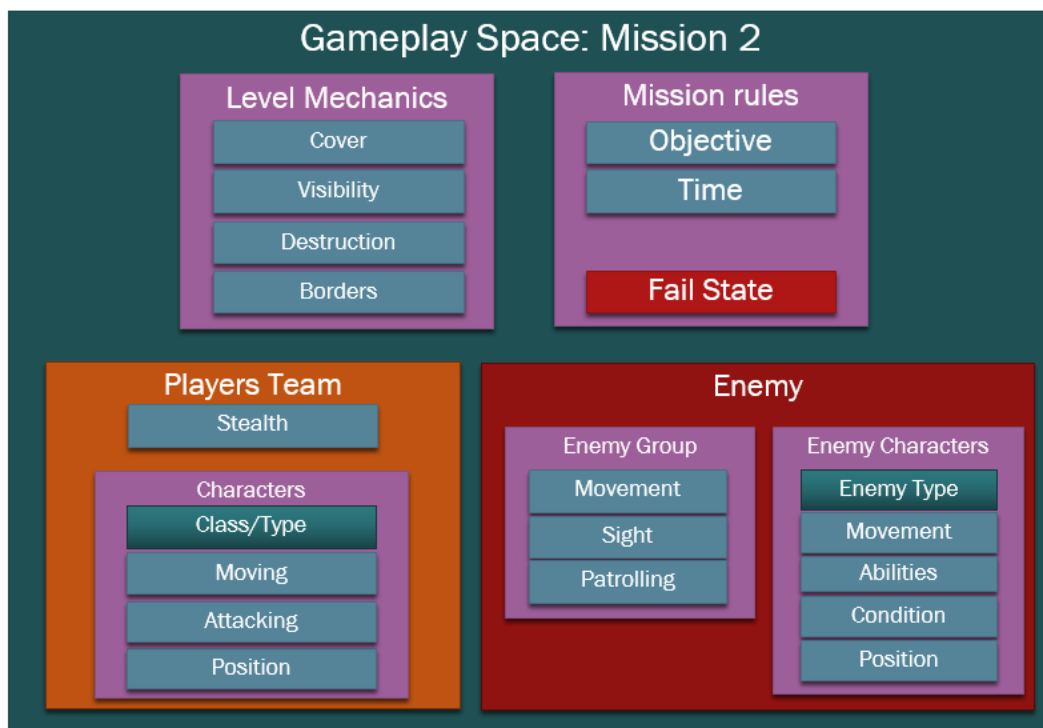 Gameplay Space: Mission 2
Level Mechanics
Cover
Visibility
Destruction
Borders
Mission rules
Objective
Time
Fail State
Players Team
Stealth
Characters
Class/Type
Moving
Attacking
Position
Enemy
Enemy Group
Movement
Sight
Patrolling
Enemy Characters
Enemy Type
Movement
Abilities
Condition
Position